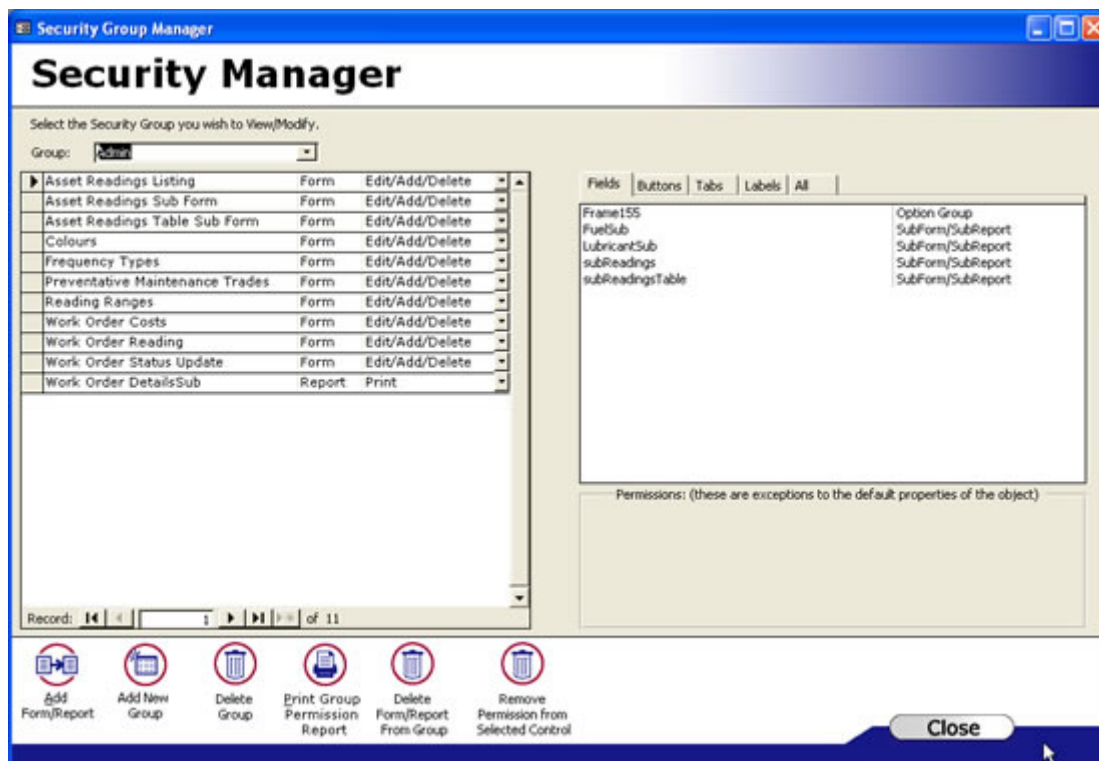 Security Group Manager
Security Manager
Select the Security Group you wish to View/Modify.
Group: Admin
Asset Readings Listing Form Edit/Add/Delete
Asset Readings Sub Form Form Edit/Add/Delete
Asset Readings Table Sub Form Form Edit/Add/Delete
Colours Form Edit/Add/Delete
Frequency Types Form Edit/Add/Delete
Preventative Maintenance Trades Form Edit/Add/Delete
Reading Ranges Form Edit/Add/Delete
Work Order Costs Form Edit/Add/Delete
Work Order Reading Form Edit/Add/Delete
Work Order Status Update Form Edit/Add/Delete
Work Order DetailsSub Report Print
Record: 1 of 11
Fields Buttons Tabs Labels All
Frame155 Option Group
FuelSub SubForm/SubReport
LubricantSub SubForm/SubReport
subReadings SubForm/SubReport
subReadingsTable SubForm/SubReport
Permissions: (these are exceptions to the default properties of the object)
Add
Form/Report
Add New
Group
Delete
Group
Print Group
Permission
Report
Delete
Form/Report
From Group
Remove
Permission from
Selected Control
Close